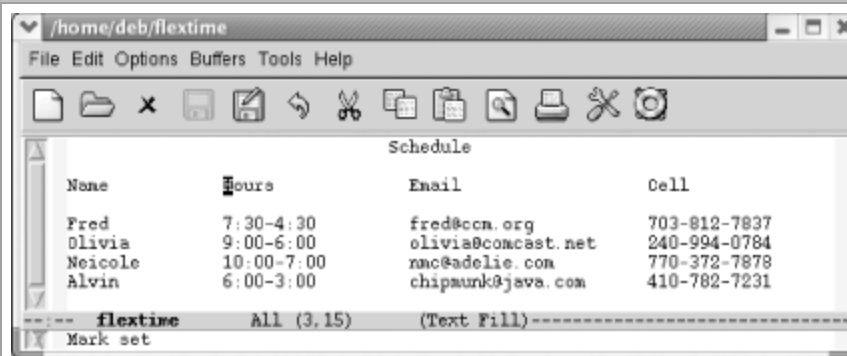 /home/deb/flextime
File Edit Options Buffers Tools Help
Schedule
Name Hours Email Cell
Fred 7:30-4:30 fred@ccm.org 703-812-7837
Olivia 9:00-6:00 olivia@comcast.net 240-994-0784
Neicole 10:00-7:00 nmc@adelie.com 770-372-7878
Alvin 6:00-3:00 chipmunk@java.com 410-782-7231
--:-- flextime All (3,15) (Text Fill)------------------------------
Mark set